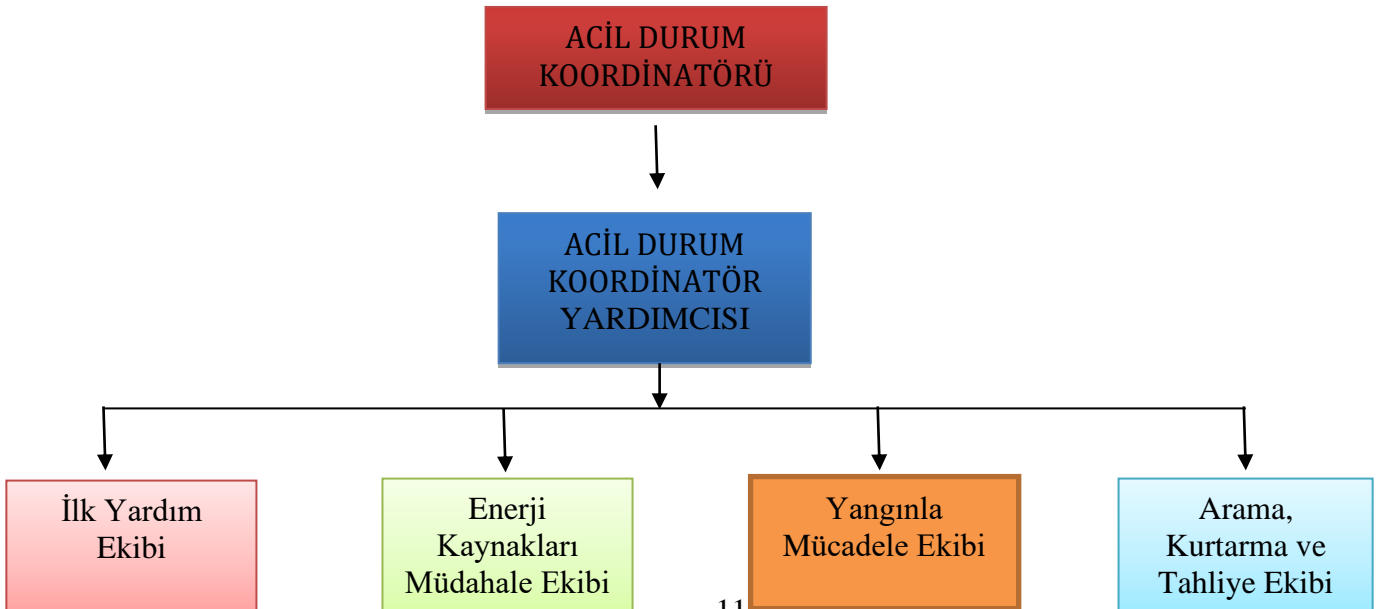 ACİL DURUM
KOORDİNATÖRÜ
ACİL DURUM
KOORDİNATÖR
YARDIMCISI
İlk Yardım
Ekibi
Enerji
Kaynakları
Müdahale Ekibi
Yangınla
Mücadele Ekibi
Arama,
Kurtarma ve
Tahliye Ekibi
11